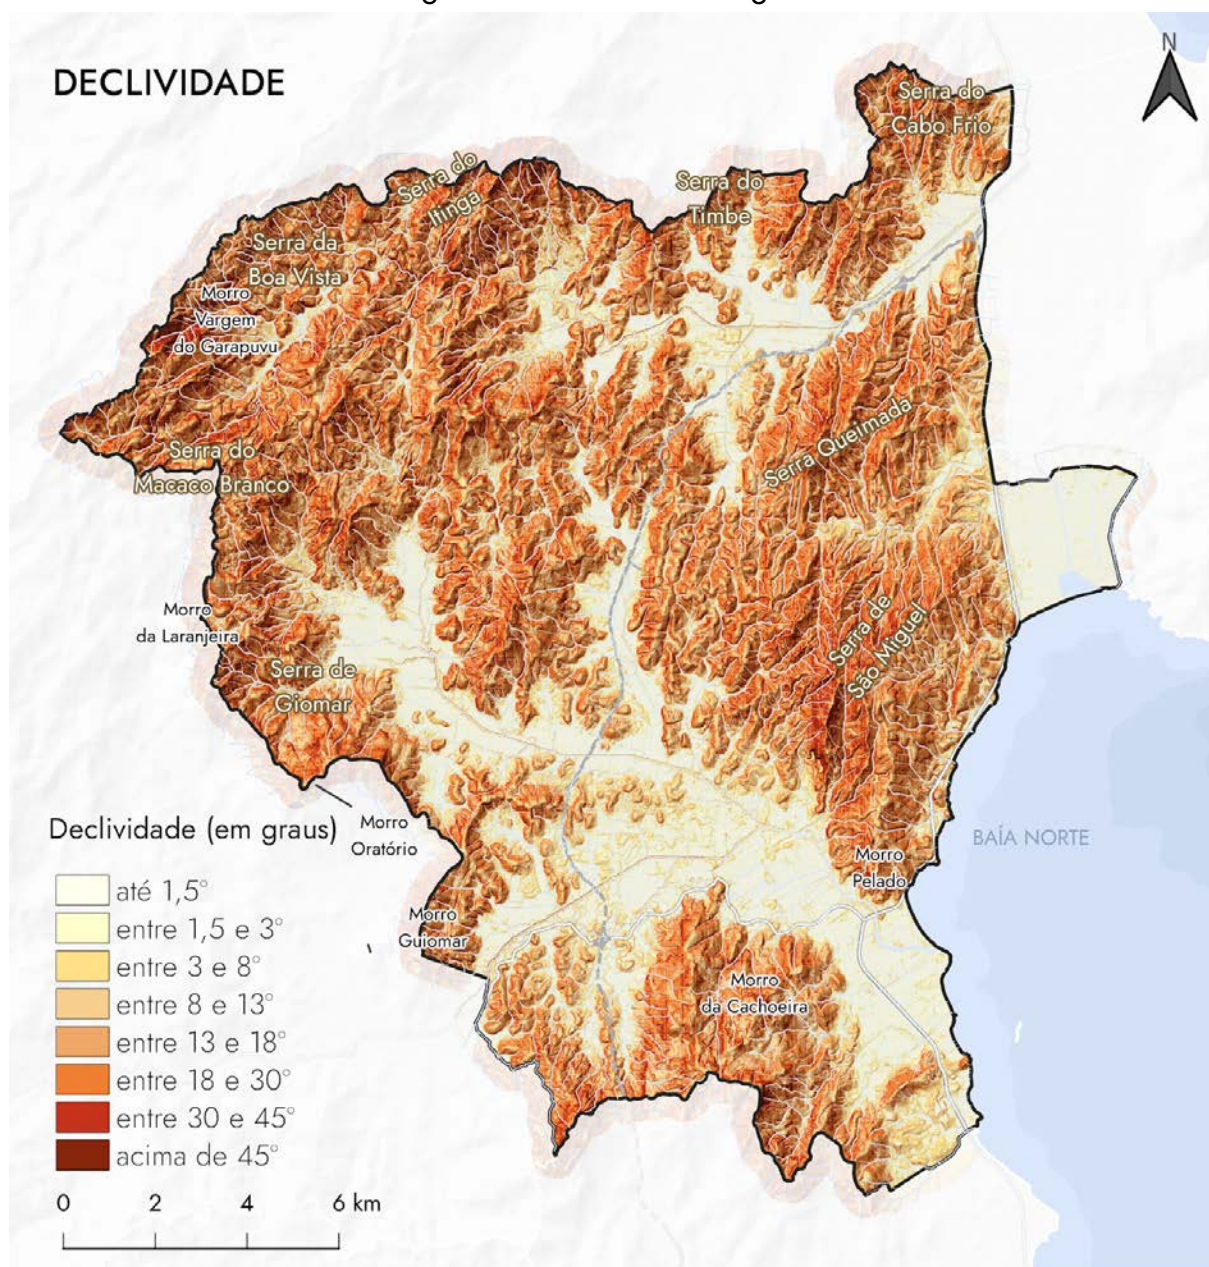 DECLIVIDADE
N
Serra do
Cabo Frio
Serra do
Itinga
Serra do
Timbe
Serra da
Boa Vista
Morro
Vargem
do Garapuvu
Serra Queimada
Serra do
Macaco Branco
Morro
da Laranjeira
Serra de
São Miguel
Serra de
Giomar
Morro
Oratório
BAÍA NORTE
Morro
Pelado
Morro
Guiomar
Morro
da Cachoeira
Declividade (em graus)
até 1,5°
entre 1,5 e 3°
entre 3 e 8°
entre 8 e 13°
entre 13 e 18°
entre 18 e 30°
entre 30 e 45°
acima de 45°
0 2 4 6 km